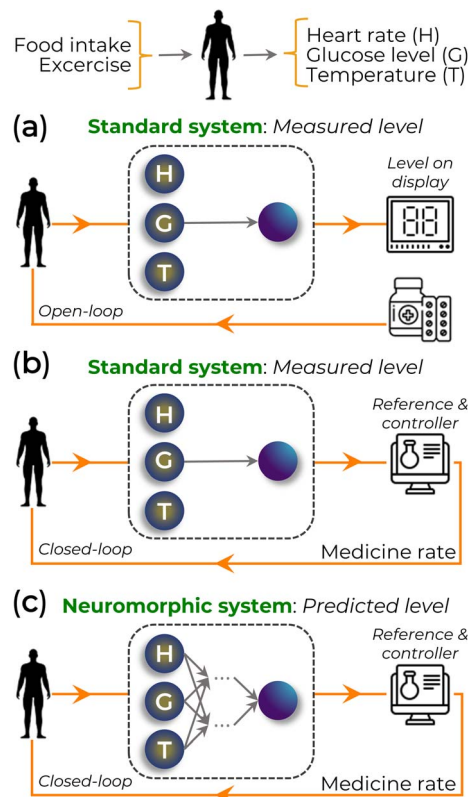 Food intake
Excercise
Heart rate (H)
Glucose level (G)
Temperature (T)
(a)
Standard system: Measured level
H
G
T
Level on
display
Open-loop
(b)
Standard system: Measured level
H
G
T
Reference &
controller
Closed-loop
Medicine rate
(c)
Neuromorphic system: Predicted level
H
G
T
...
...
Reference &
controller
Closed-loop
Medicine rate